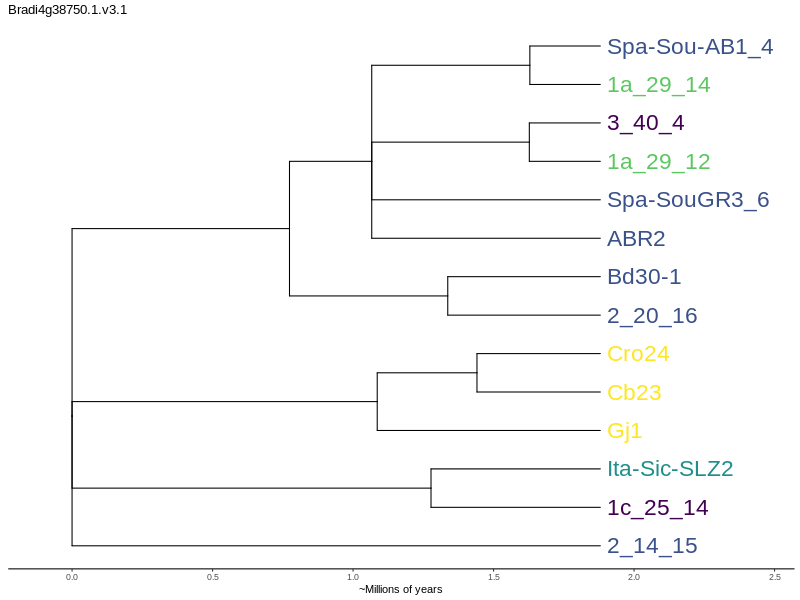 Bradi4g38750.1.v3.1
Spa-Sou-AB1_4
1a_29_14
3_40_4
1a_29_12
Spa-SouGR3_6
ABR2
Bd30-1
2_20_16
Cro24
Cb23
Gj1
Ita-Sic-SLZ2
1c_25_14
2_14_15
0.0 0.5 1.0 1.5 2.0 2.5
~Millions of years